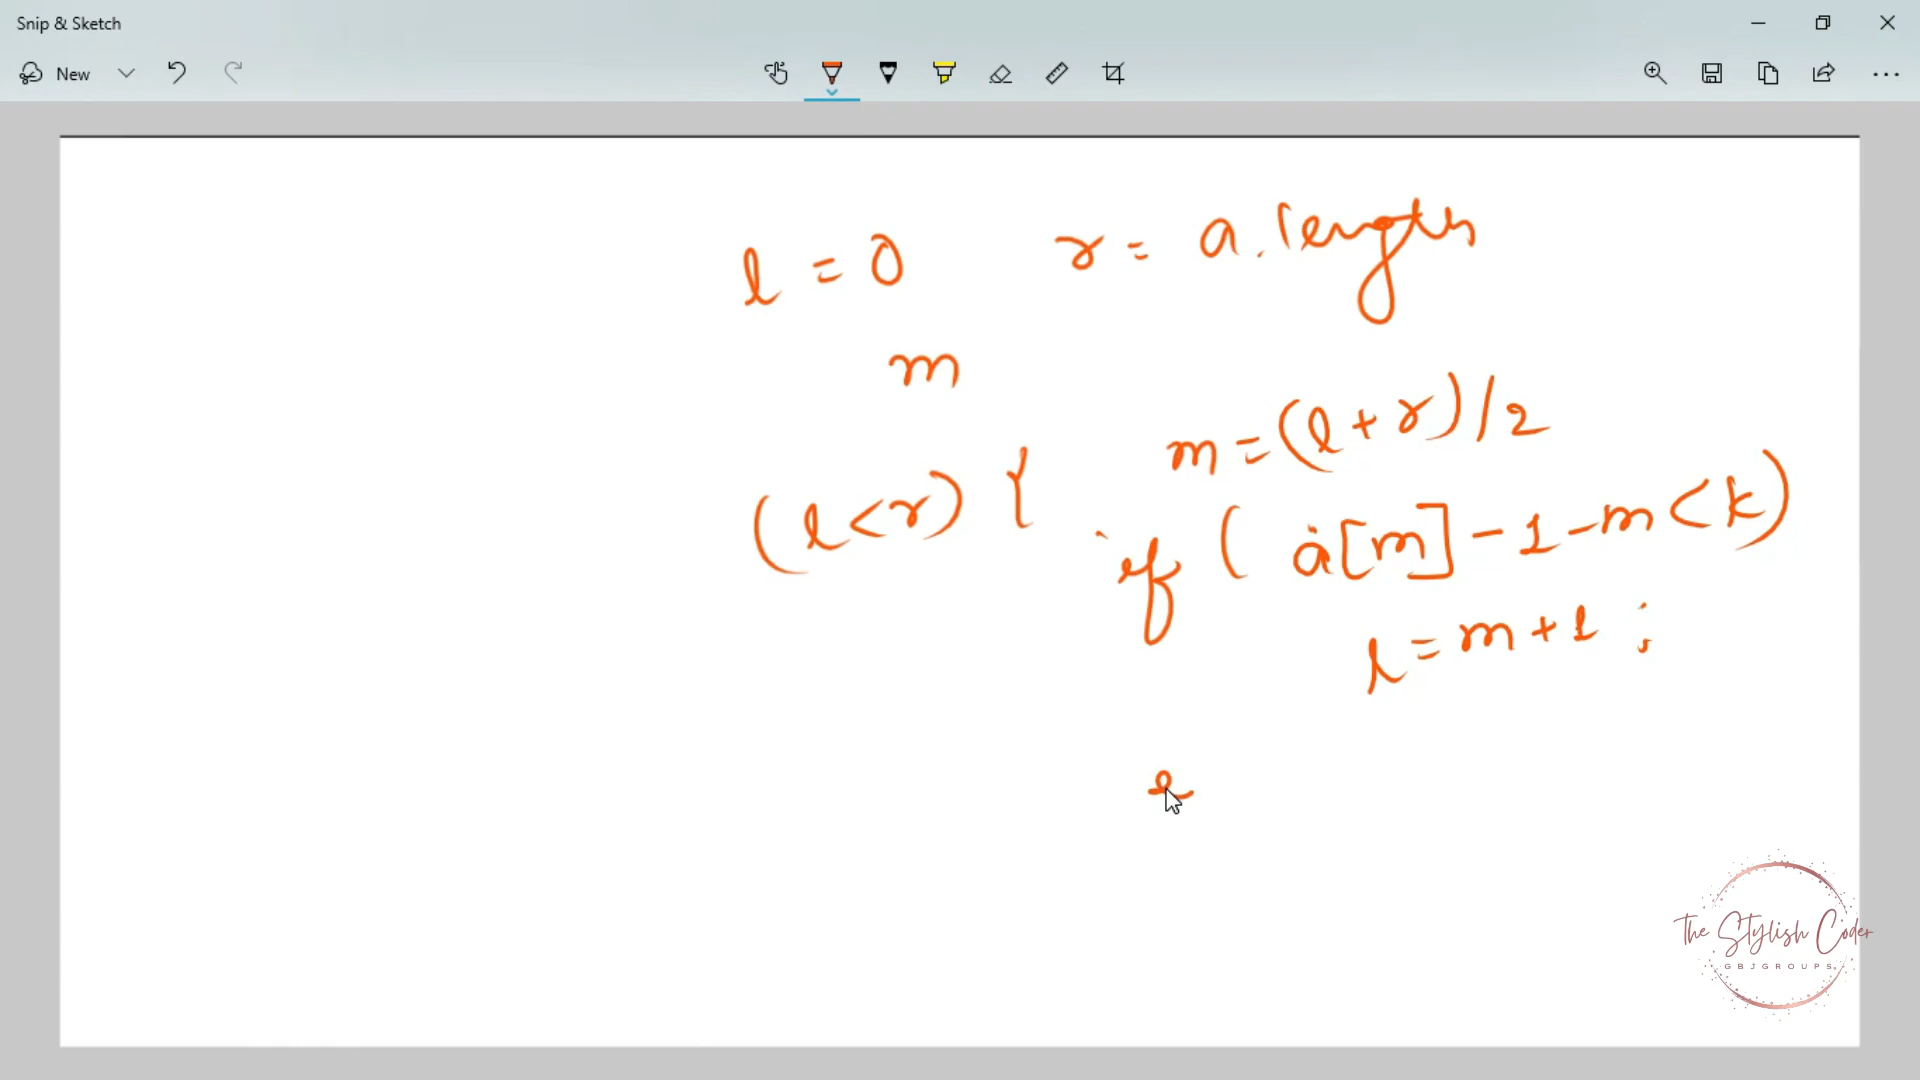 Snip & Sketch
New
l = 0 r = a.length
m
m = (l + r) / 2
(l < r) {
if ( a[m] - 1 - m < k)
l = m + 1 ;
e
The Stylish Coder
GBJGROUPS